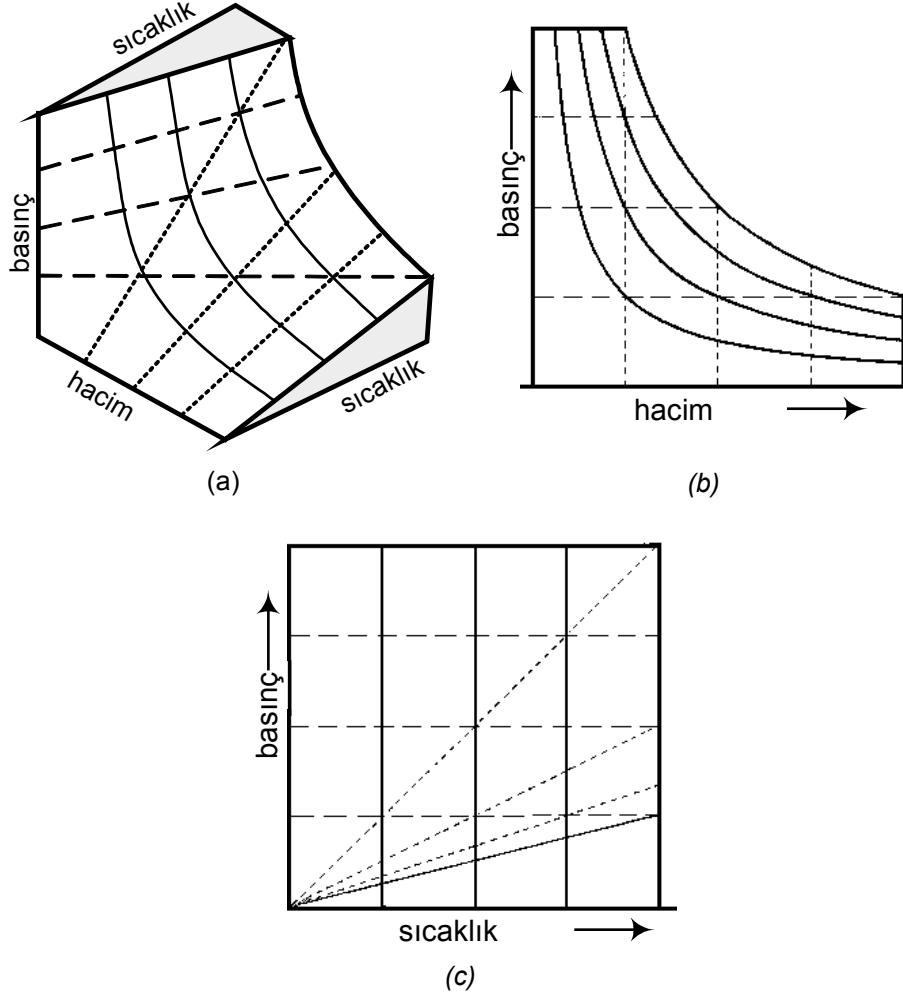 sıcaklık
basınç
hacim
sıcaklık
(a)
basınç
hacim
(b)
basınç
sıcaklık
(c)